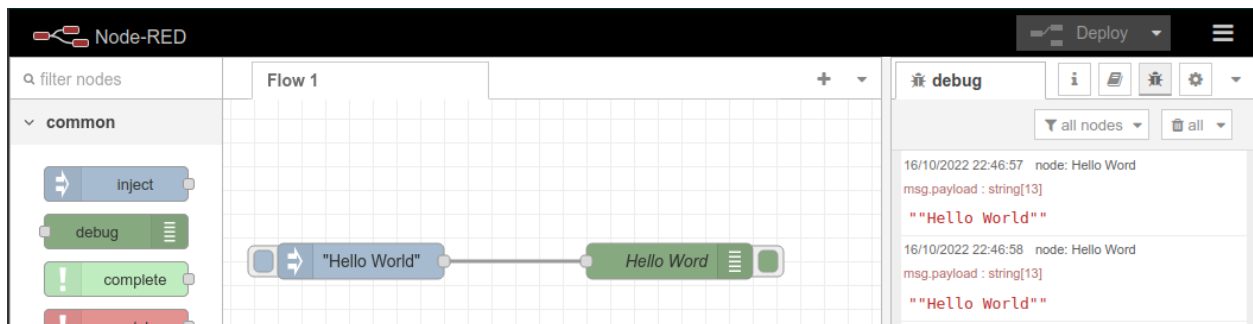 Node-RED
Deploy
filter nodes
Flow 1
debug
i
common
all nodes
all
inject
debug
complete
"Hello World"
Hello Word
16/10/2022 22:46:57 node: Hello Word
msg.payload : string[13]
""Hello World""
16/10/2022 22:46:58 node: Hello Word
msg.payload : string[13]
""Hello World""